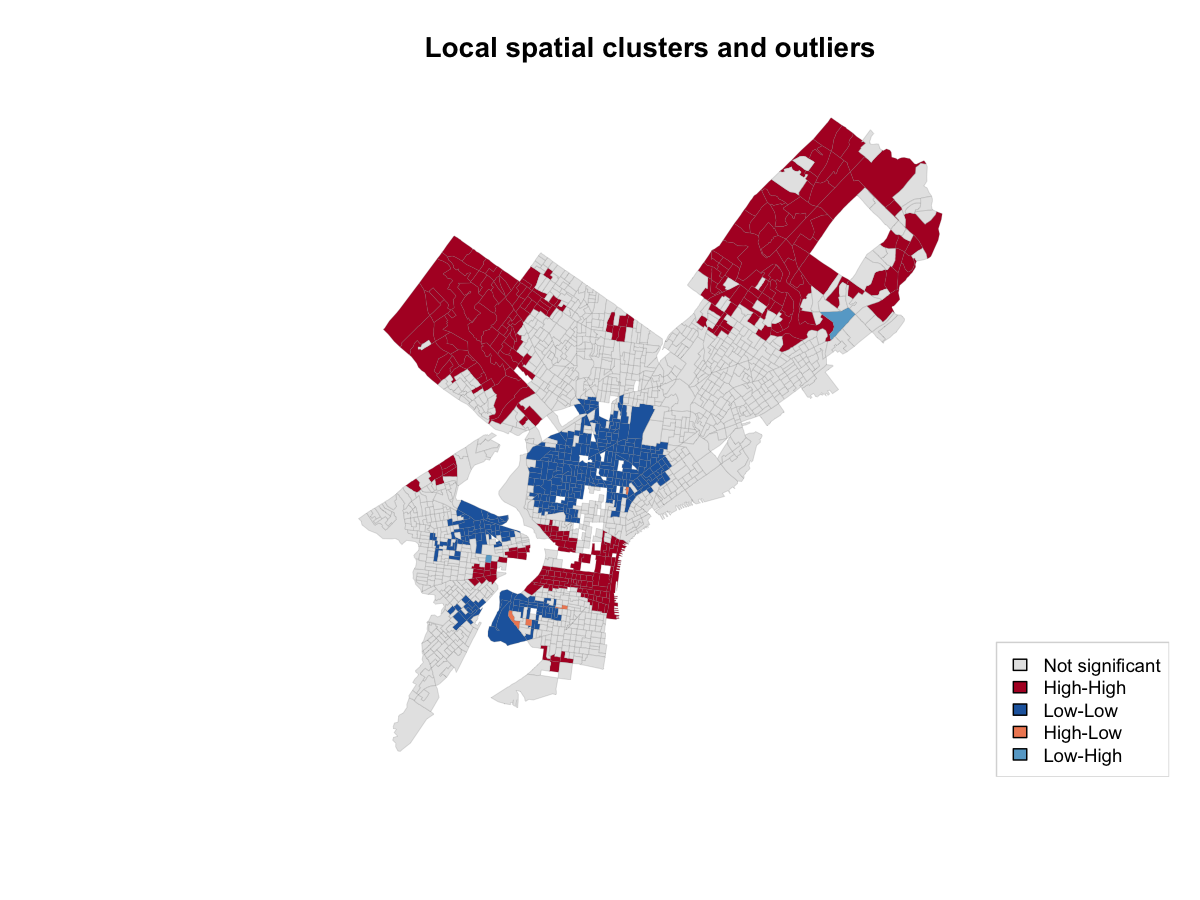 Local spatial clusters and outliers
Not significant
High-High
Low-Low
High-Low
Low-High